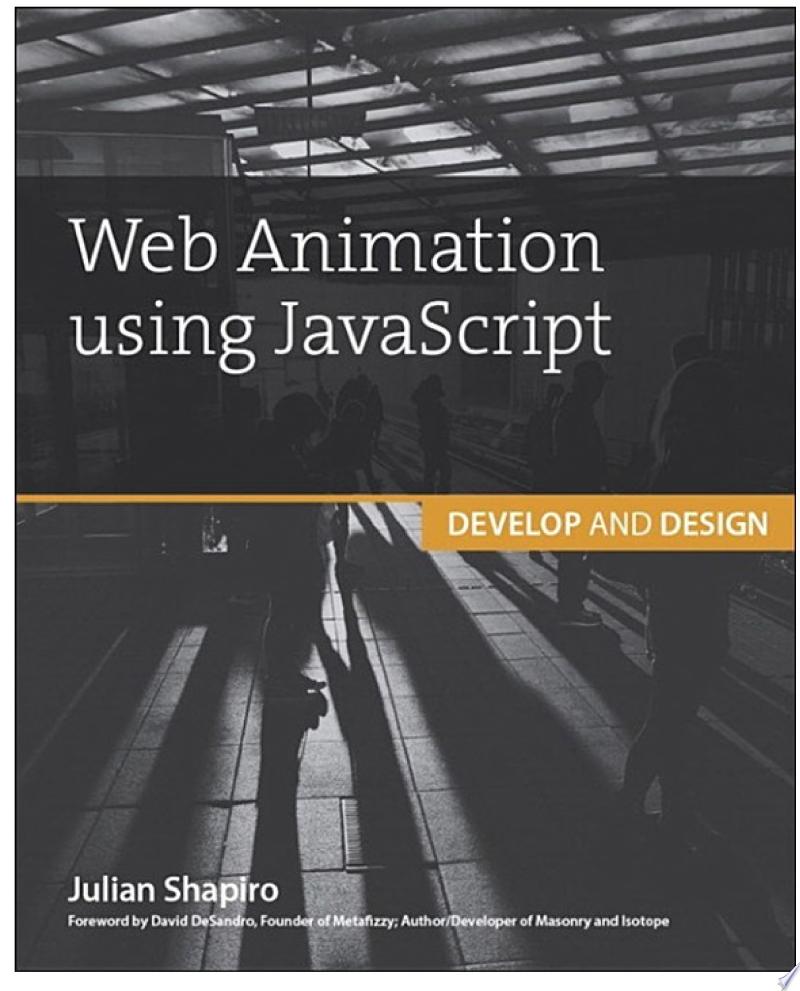 Web Animation
using JavaScript
DEVELOP AND DESIGN
Julian Shapiro
Foreword by David DeSandro, Founder of Metafizzy; Author/Developer of Masonry and Isotope